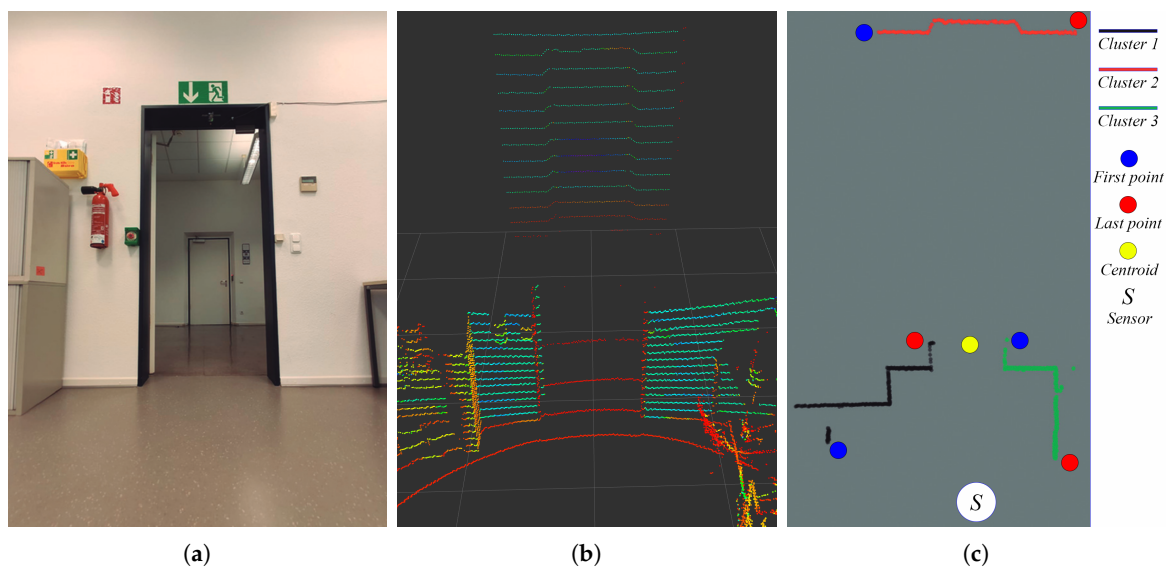 Cluster 1
Cluster 2
Cluster 3
First point
Last point
Centroid
S
Sensor
S
(a)
(b)
(c)